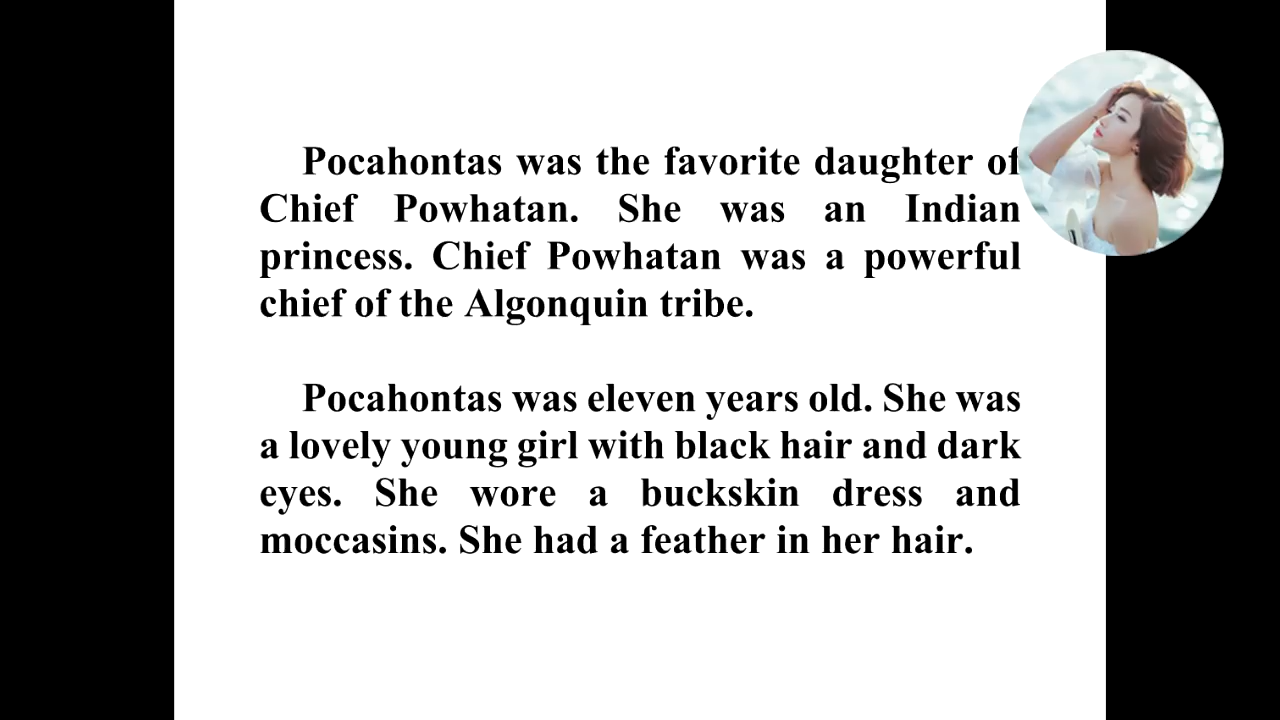 Pocahontas was the favorite daughter of
Chief Powhatan. She was an Indian
princess. Chief Powhatan was a powerful
chief of the Algonquin tribe.
Pocahontas was eleven years old. She was
a lovely young girl with black hair and dark
eyes. She wore a buckskin dress and
moccasins. She had a feather in her hair.